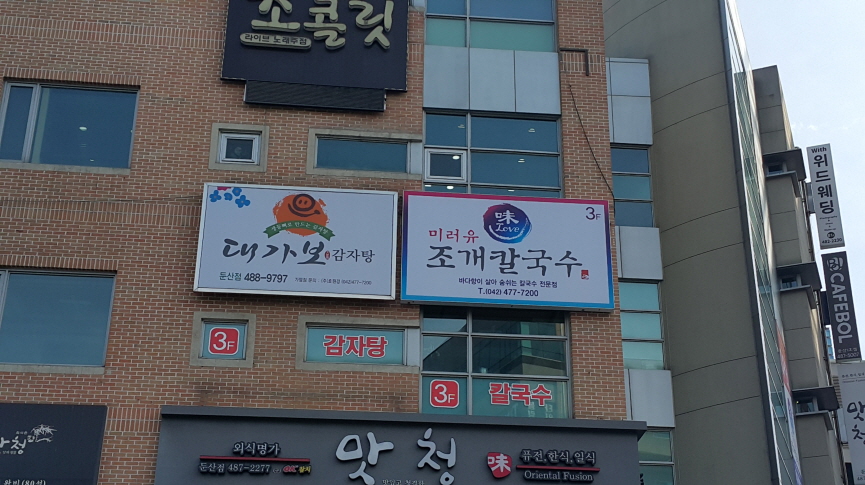 조콜릿
라이브 노래주점
대가보 감자탕
둔산점 488-9797
味
Love
3F
미러유
조개칼국수
바다향이 살아 숨쉬는 칼국수 전문점
T.(042) 477-7200
3F
감자탕
3F
칼국수
외식명가
둔산점 487-2277
맛청
味
퓨전,한식,일식
Oriental Fusion
With
위드웨딩
CAFEBOL
맛